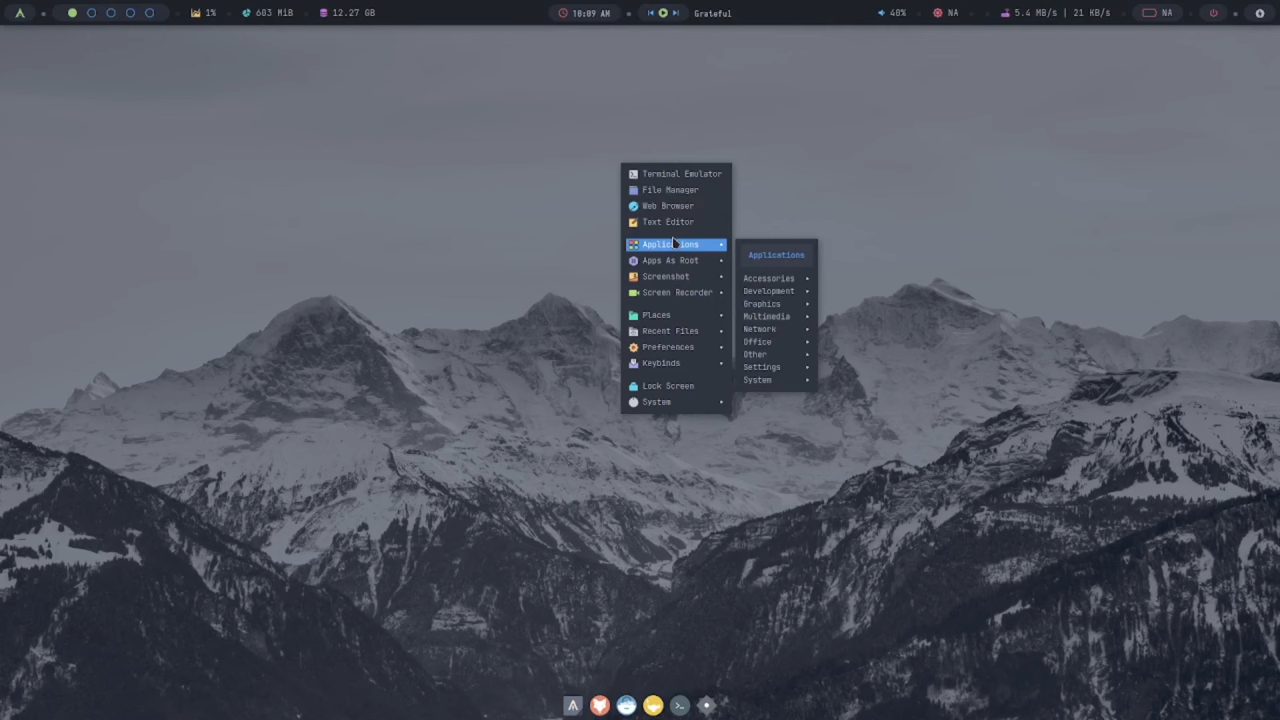 1% 603 MiB 12.27 GB 10:09 AM Grateful 40% NA 5.4 MB/s | 21 KB/s NA
Terminal Emulator
File Manager
Web Browser
Text Editor
Applications
Apps As Root
Screenshot
Screen Recorder
Places
Recent Files
Preferences
Keybinds
Lock Screen
System
Applications
Accessories
Development
Graphics
Multimedia
Network
Office
Other
Settings
System